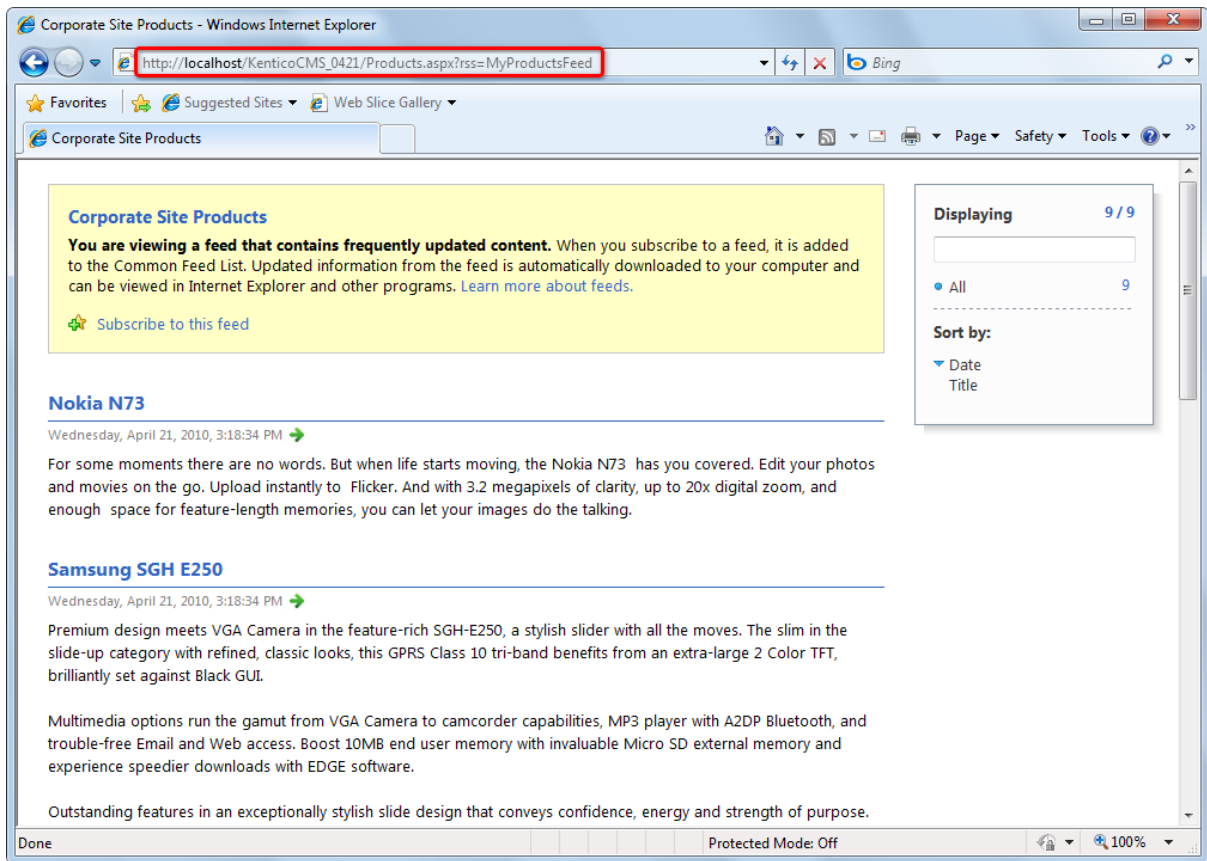 Corporate Site Products - Windows Internet Explorer
http://localhost/KenticoCMS_0421/Products.aspx?rss=MyProductsFeed
Bing
Favorites
Suggested Sites
Web Slice Gallery
Corporate Site Products
Page
Safety
Tools
Corporate Site Products
You are viewing a feed that contains frequently updated content. When you subscribe to a feed, it is added
to the Common Feed List. Updated information from the feed is automatically downloaded to your computer and
can be viewed in Internet Explorer and other programs. Learn more about feeds.
Subscribe to this feed
Displaying 9 / 9
All 9
Sort by:
Date
Title
Nokia N73
Wednesday, April 21, 2010, 3:18:34 PM
For some moments there are no words. But when life starts moving, the Nokia N73  has you covered. Edit your photos
and movies on the go. Upload instantly to  Flicker. And with 3.2 megapixels of clarity, up to 20x digital zoom, and
enough  space for feature-length memories, you can let your images do the talking.
Samsung SGH E250
Wednesday, April 21, 2010, 3:18:34 PM
Premium design meets VGA Camera in the feature-rich SGH-E250, a stylish slider with all the moves. The slim in the
slide-up category with refined, classic looks, this GPRS Class 10 tri-band benefits from an extra-large 2 Color TFT,
brilliantly set against Black GUI.
Multimedia options run the gamut from VGA Camera to camcorder capabilities, MP3 player with A2DP Bluetooth, and
trouble-free Email and Web access. Boost 10MB end user memory with invaluable Micro SD external memory and
experience speedier downloads with EDGE software.
Outstanding features in an exceptionally stylish slide design that conveys confidence, energy and strength of purpose.
Done
Protected Mode: Off
100%